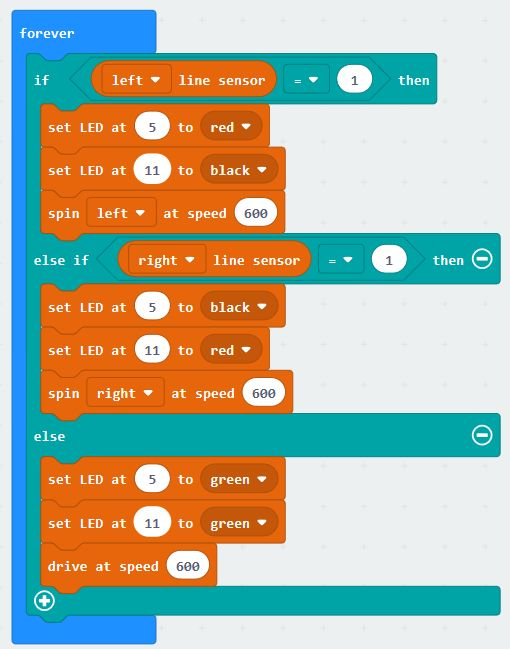 forever
if left line sensor = 1 then
set LED at 5 to red
set LED at 11 to black
spin left at speed 600
else if right line sensor = 1 then
set LED at 5 to black
set LED at 11 to red
spin right at speed 600
else
set LED at 5 to green
set LED at 11 to green
drive at speed 600